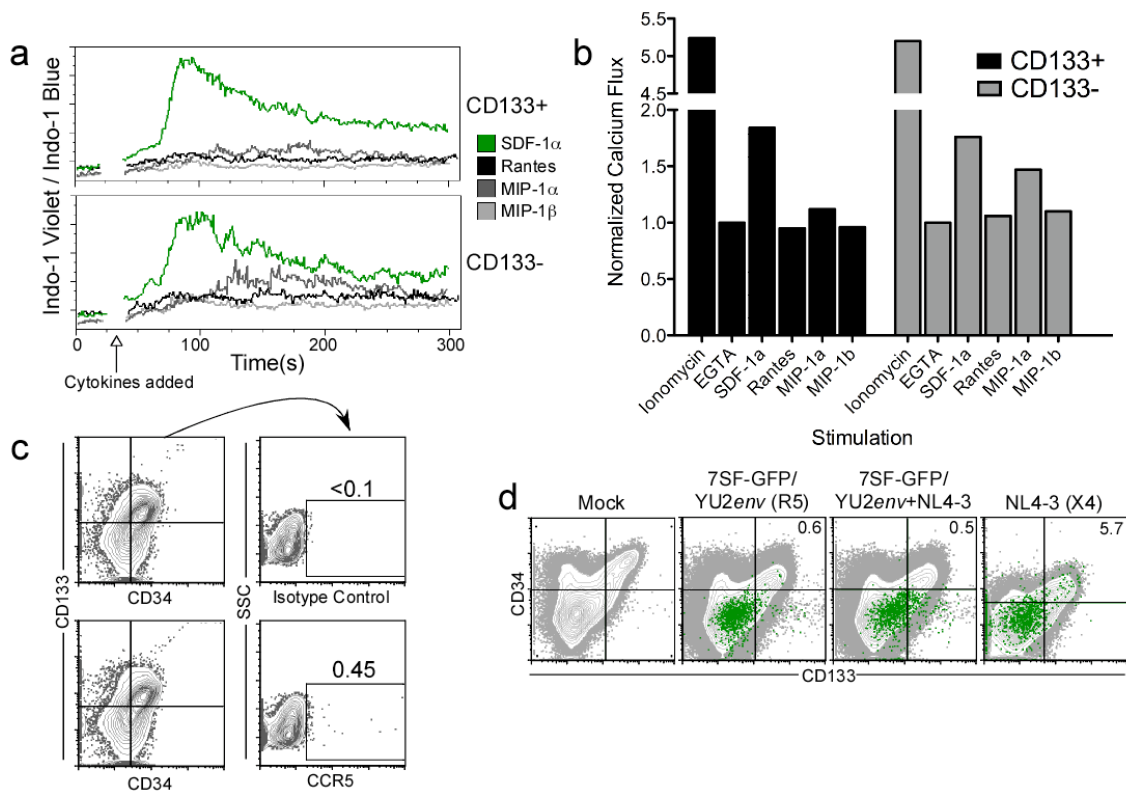 a
Indo-1 Violet / Indo-1 Blue
CD133+
SDF-1α
Rantes
MIP-1α
MIP-1β
CD133-
0 100 200 300
Time(s)
Cytokines added
b
Normalized Calcium Flux
5.5
5.0
4.5
2.0
1.5
1.0
0.5
0.0
CD133+
CD133-
Ionomycin
EGTA
SDF-1a
Rantes
MIP-1a
MIP-1b
Ionomycin
EGTA
SDF-1a
Rantes
MIP-1a
MIP-1b
Stimulation
c
CD133
CD34
SSC
<0.1
Isotype Control
0.45
CD34
CCR5
d
Mock
7SF-GFP/
YU2env (R5)
7SF-GFP/
YU2env+NL4-3
NL4-3 (X4)
0.6
0.5
5.7
CD34
CD133